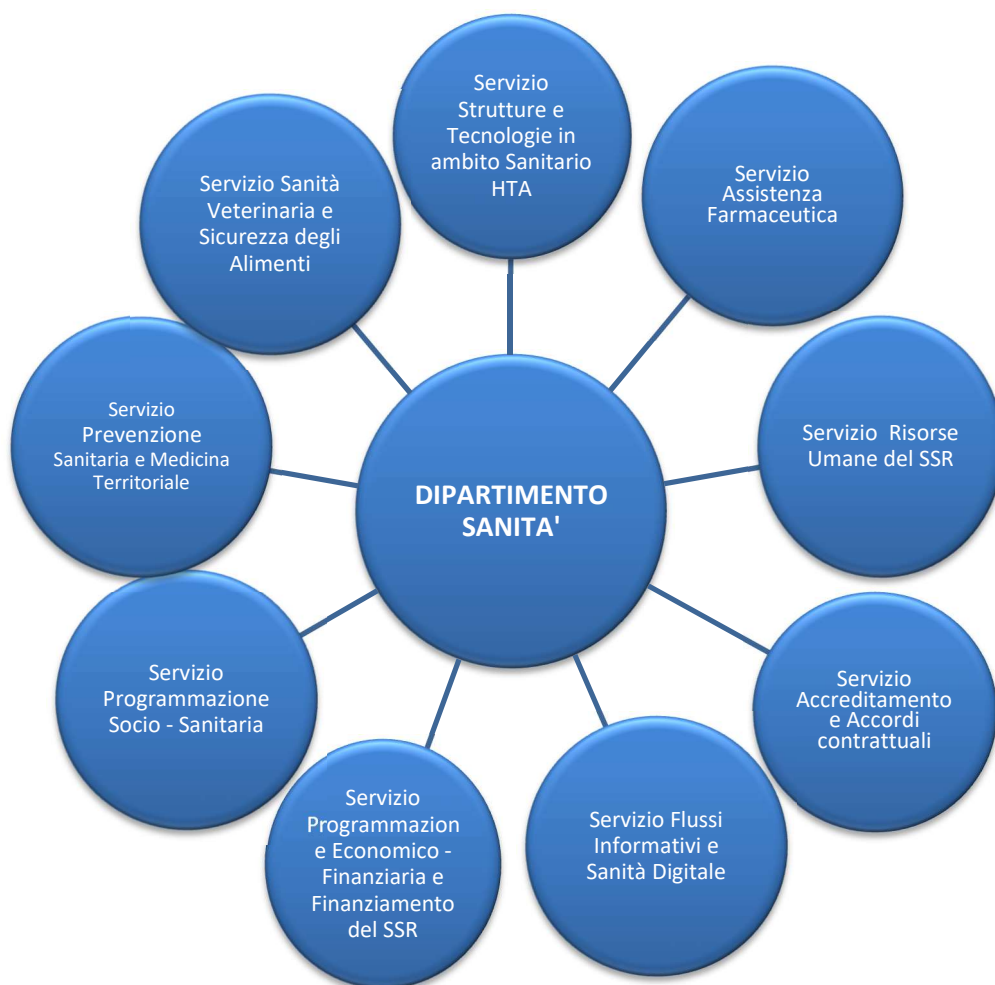 Servizio
Strutture e
Tecnologie in
ambito Sanitario
HTA
Servizio
Assistenza
Farmaceutica
Servizio Risorse
Umane del SSR
Servizio
Accreditamento
e Accordi
contrattuali
Servizio Flussi
Informativi e
Sanità Digitale
Servizio
Programmazion
e Economico -
Finanziaria e
Finanziamento
del SSR
Servizio
Programmazione
Socio - Sanitaria
Servizio
Prevenzione
Sanitaria e Medicina
Territoriale
Servizio Sanità
Veterinaria e
Sicurezza degli
Alimenti
DIPARTIMENTO
SANITA'